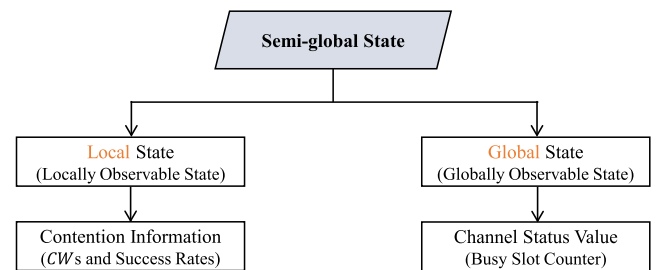 Semi-global State
Local State
(Locally Observable State)
Global State
(Globally Observable State)
Contention Information
(CWs and Success Rates)
Channel Status Value
(Busy Slot Counter)